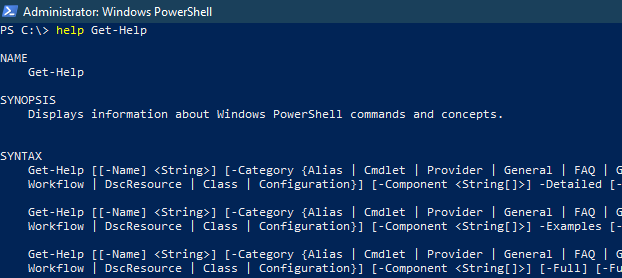 Administrator: Windows PowerShell
PS C:\> help Get-Help
NAME
Get-Help
SYNOPSIS
Displays information about Windows PowerShell commands and concepts.
SYNTAX
Get-Help [[-Name] <String>] [-Category {Alias | Cmdlet | Provider | General | FAQ | G
Workflow | DscResource | Class | Configuration}] [-Component <String[]>] -Detailed [-
Get-Help [[-Name] <String>] [-Category {Alias | Cmdlet | Provider | General | FAQ | G
Workflow | DscResource | Class | Configuration}] [-Component <String[]>] -Examples [-
Get-Help [[-Name] <String>] [-Category {Alias | Cmdlet | Provider | General | FAQ | G
Workflow | DscResource | Class | Configuration}] [-Component <String[]>] [-Full] [-Fu